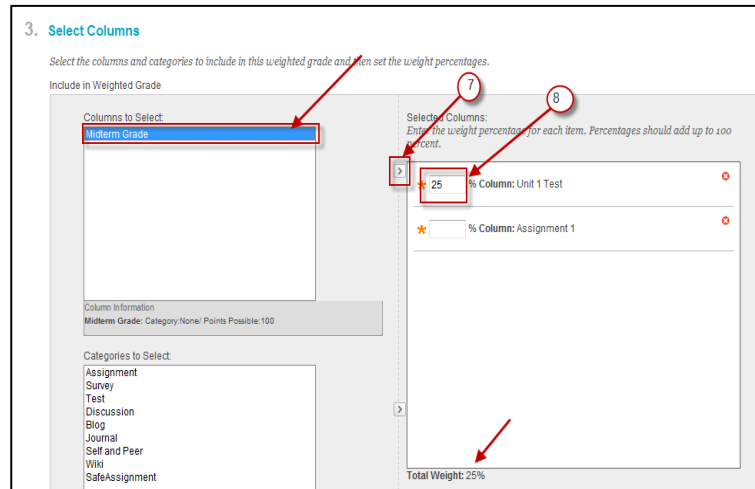 3. Select Columns
Select the columns and categories to include in this weighted grade and then set the weight percentages.
Include in Weighted Grade
7
8
Columns to Select:
Midterm Grade
Column Information
Midterm Grade: Category:None/ Points Possible:100
Categories to Select:
Assignment
Survey
Test
Discussion
Blog
Journal
Self and Peer
Wiki
SafeAssignment
Selected Columns:
Enter the weight percentage for each item. Percentages should add up to 100
percent.
* 25 % Column: Unit 1 Test
* % Column: Assignment 1
Total Weight: 25%